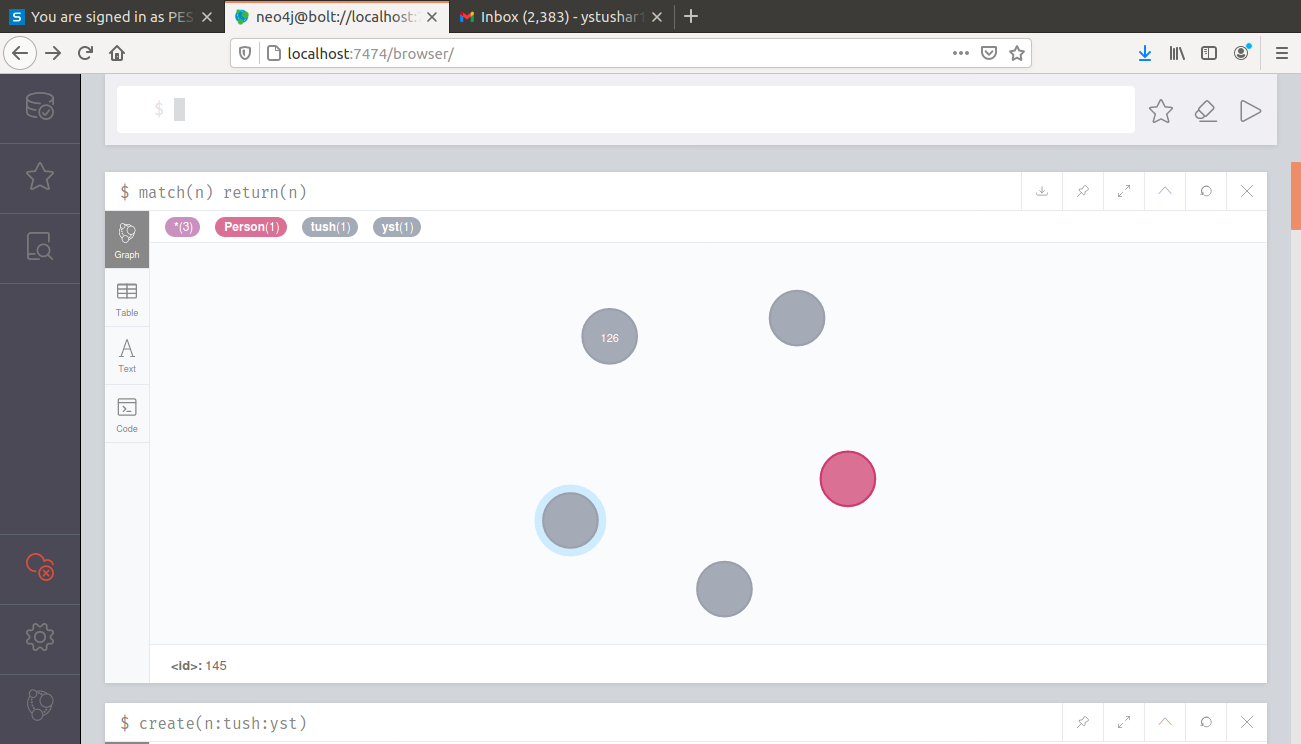 You are signed in as PES
neo4j@bolt://localhost:
Inbox (2,383) - ystushar
localhost:7474/browser/
$
$ match(n) return(n)
*(3) Person(1) tush(1) yst(1)
Graph
Table
Text
Code
126
<id>: 145
$ create(n:tush:yst)